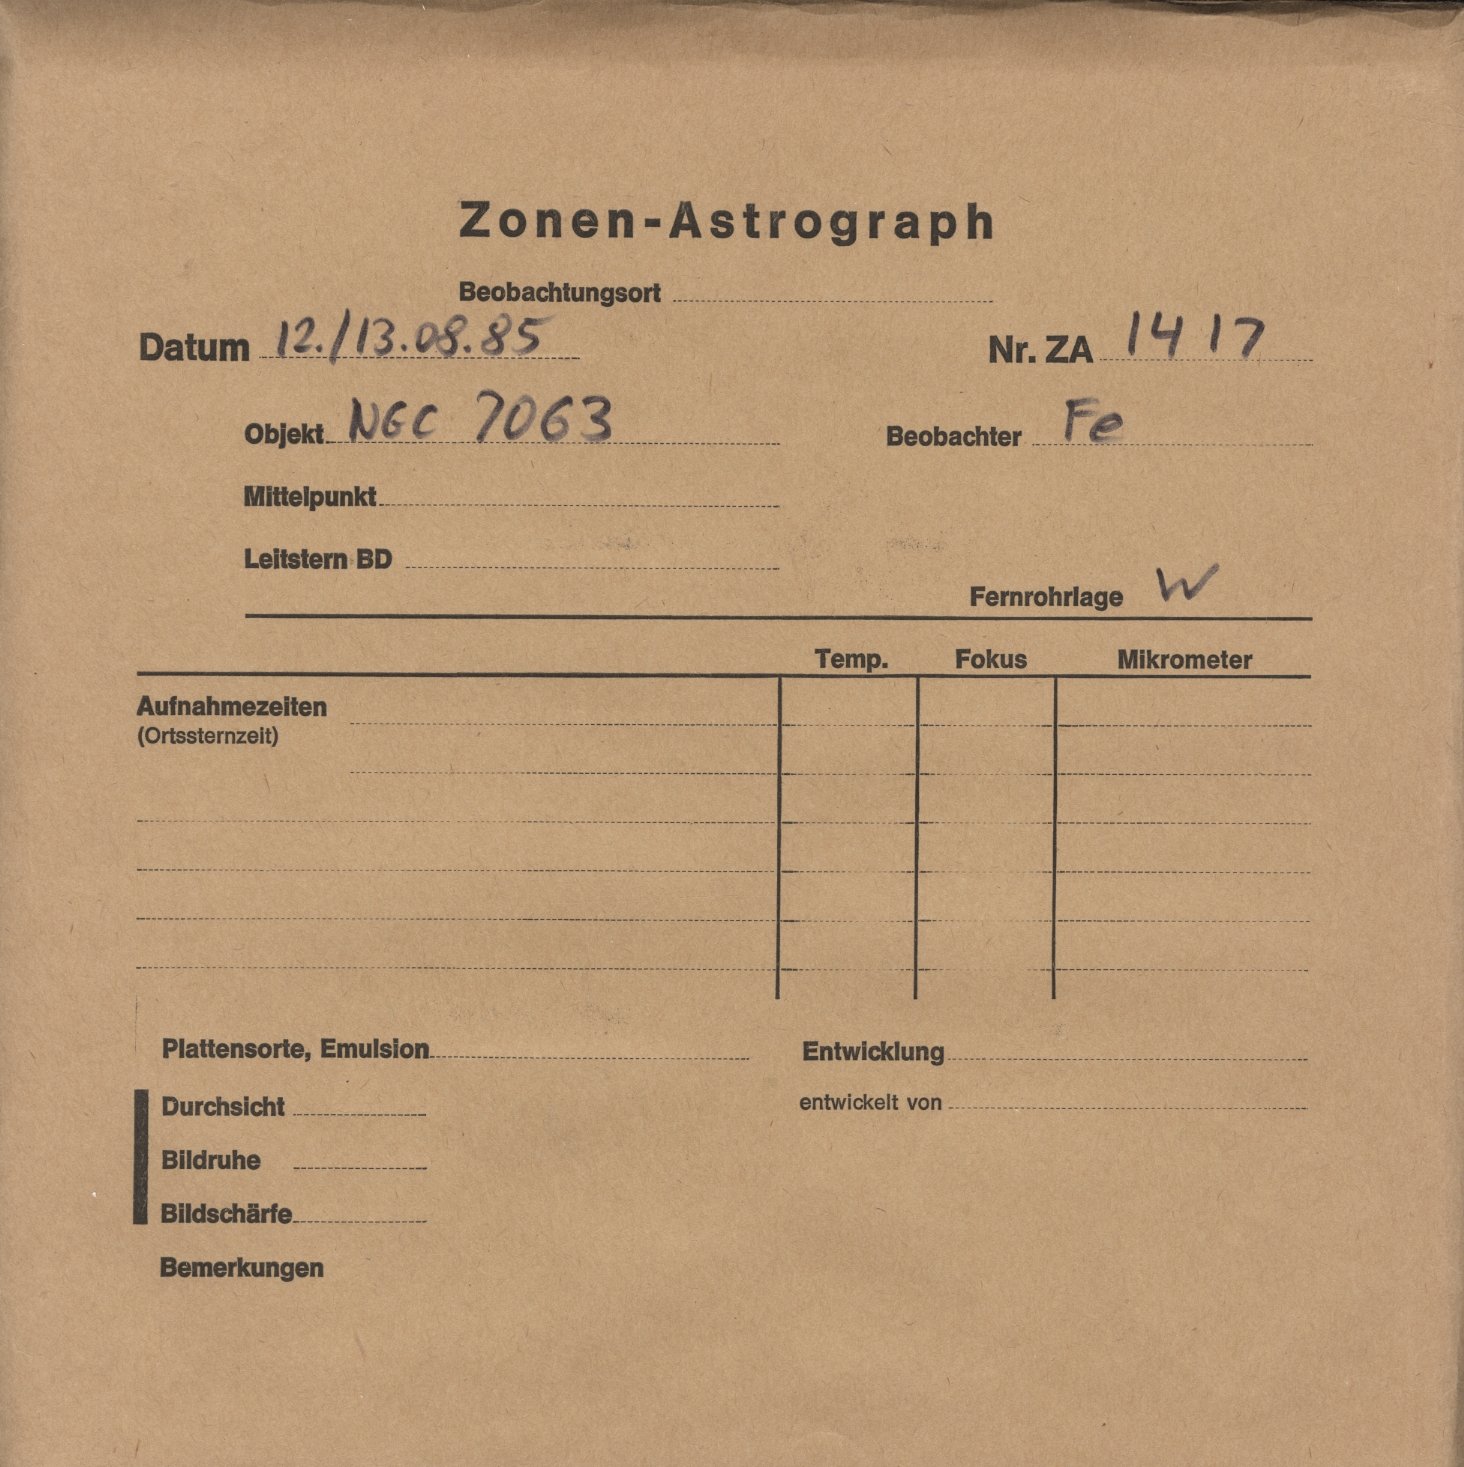 Zonen-Astrograph
Beobachtungsort
Datum 12./13.08.85 Nr. ZA 1417
Objekt NGC 7063 Beobachter Fe
Mittelpunkt
Leitstern BD
Fernrohrlage W
Temp. Fokus Mikrometer
Aufnahmezeiten
(Ortssternzeit)
Plattensorte, Emulsion Entwicklung
Durchsicht entwickelt von
Bildruhe
Bildschärfe
Bemerkungen